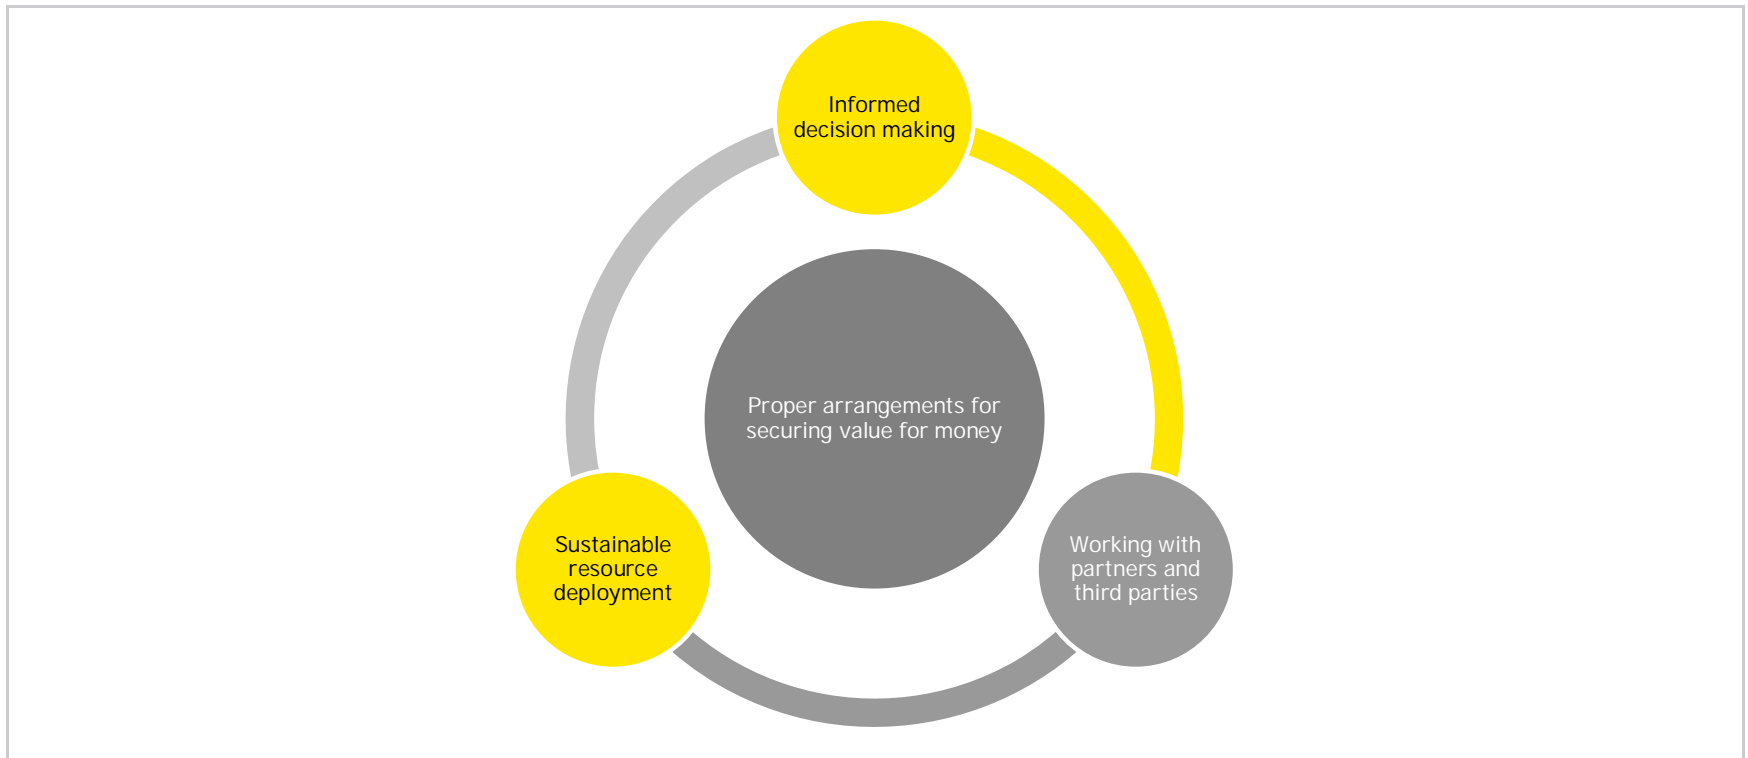 Informed
decision making
Proper arrangements for
securing value for money
Sustainable
resource
deployment
Working with
partners and
third parties